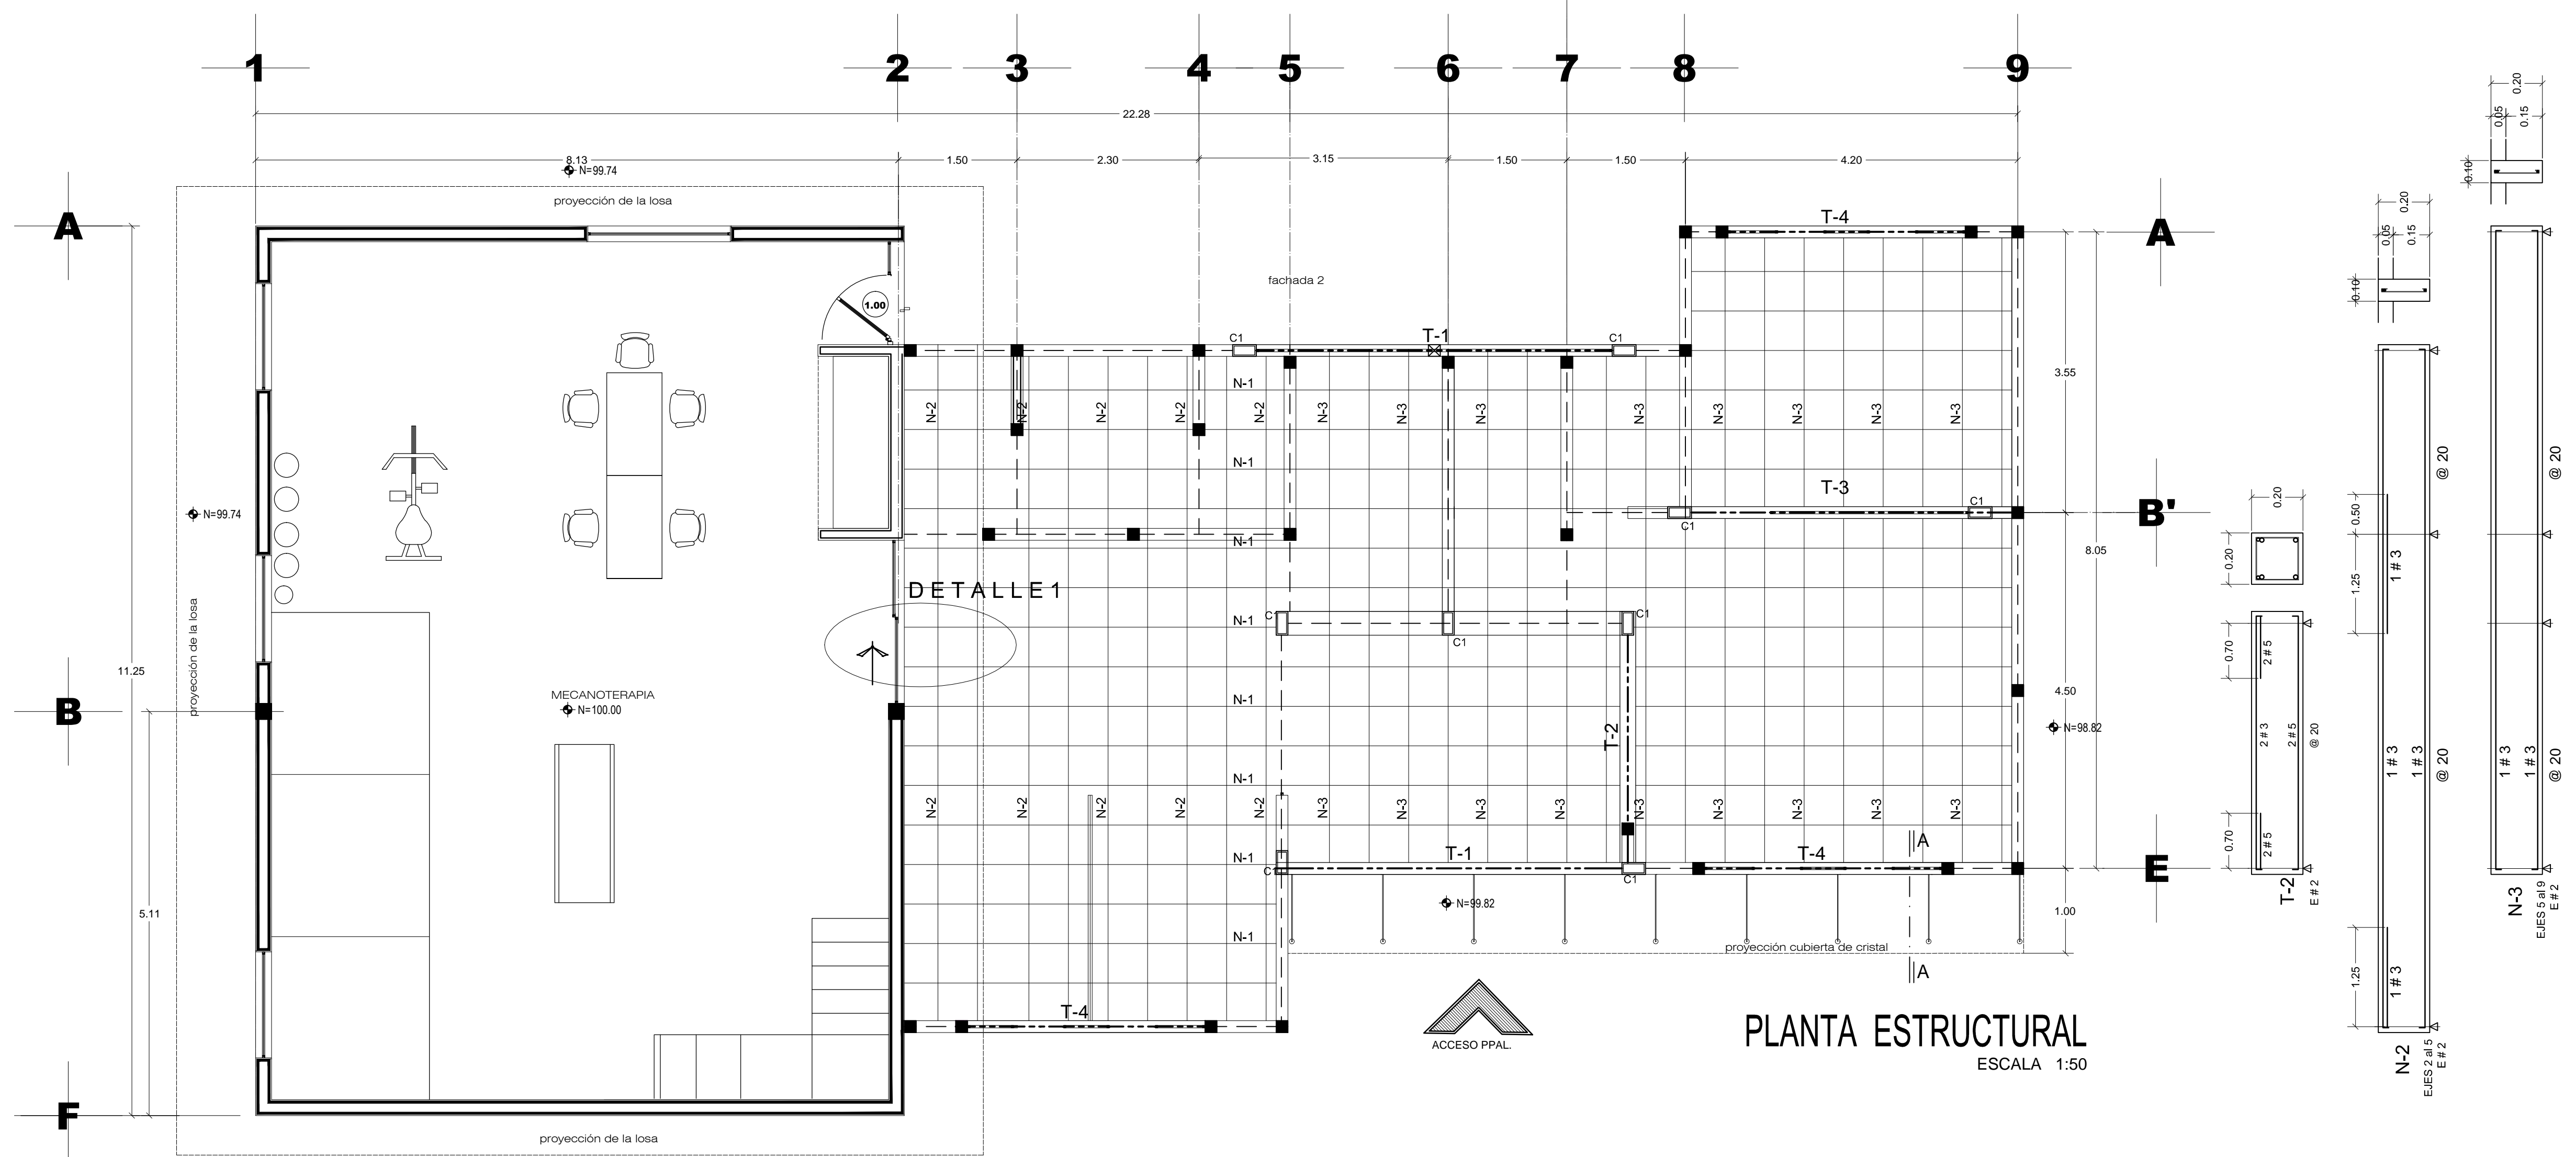 1 2 3 4 5 6 7 8 9
22.28
8.13 1.50 2.30 3.15 1.50 1.50 4.20
N=99.74
proyección de la losa
A
T-4
A
fachada 2
1.00
C1 T-1 C1
3.55
N-1
N-2 N-2 N-2 N-2 N-2 N-3 N-3 N-3 N-3 N-3 N-3 N-3 N-3
N-1
T-3
C1
C1
B'
N=99.74
N-1
8.05
DETALLE1
proyección de la losa
N-1
C1 C1
C1
11.25
MECANOTERAPIA
N=100.00
B
N-1
4.50
T-2
N=98.82
N-1
N-2 N-2 N-2 N-2 N-2 N-3 N-3 N-3 N-3 N-3 N-3 N-3 N-3 N-3
A
N-1
T-1
T-4
C1
C1
E
5.11
N=99.82
1.00
N-1
proyección cubierta de cristal
A
T-4
ACCESO PPAL.
PLANTA ESTRUCTURAL
ESCALA 1:50
F
proyección de la losa
0.20
0.20
0.70
2 # 5
2 # 3
2 # 5
@ 20
0.70
2 # 5
T-2
E # 2
0.20
0.05 0.15
0.10
@ 20
0.50
1.25
1 # 3
1 # 3
1 # 3
@ 20
1.25
1 # 3
N-2
EJES 2 al 5
E # 2
0.20
0.05 0.15
0.10
@ 20
1 # 3
1 # 3
@ 20
N-3
EJES 5 al 9
E # 2